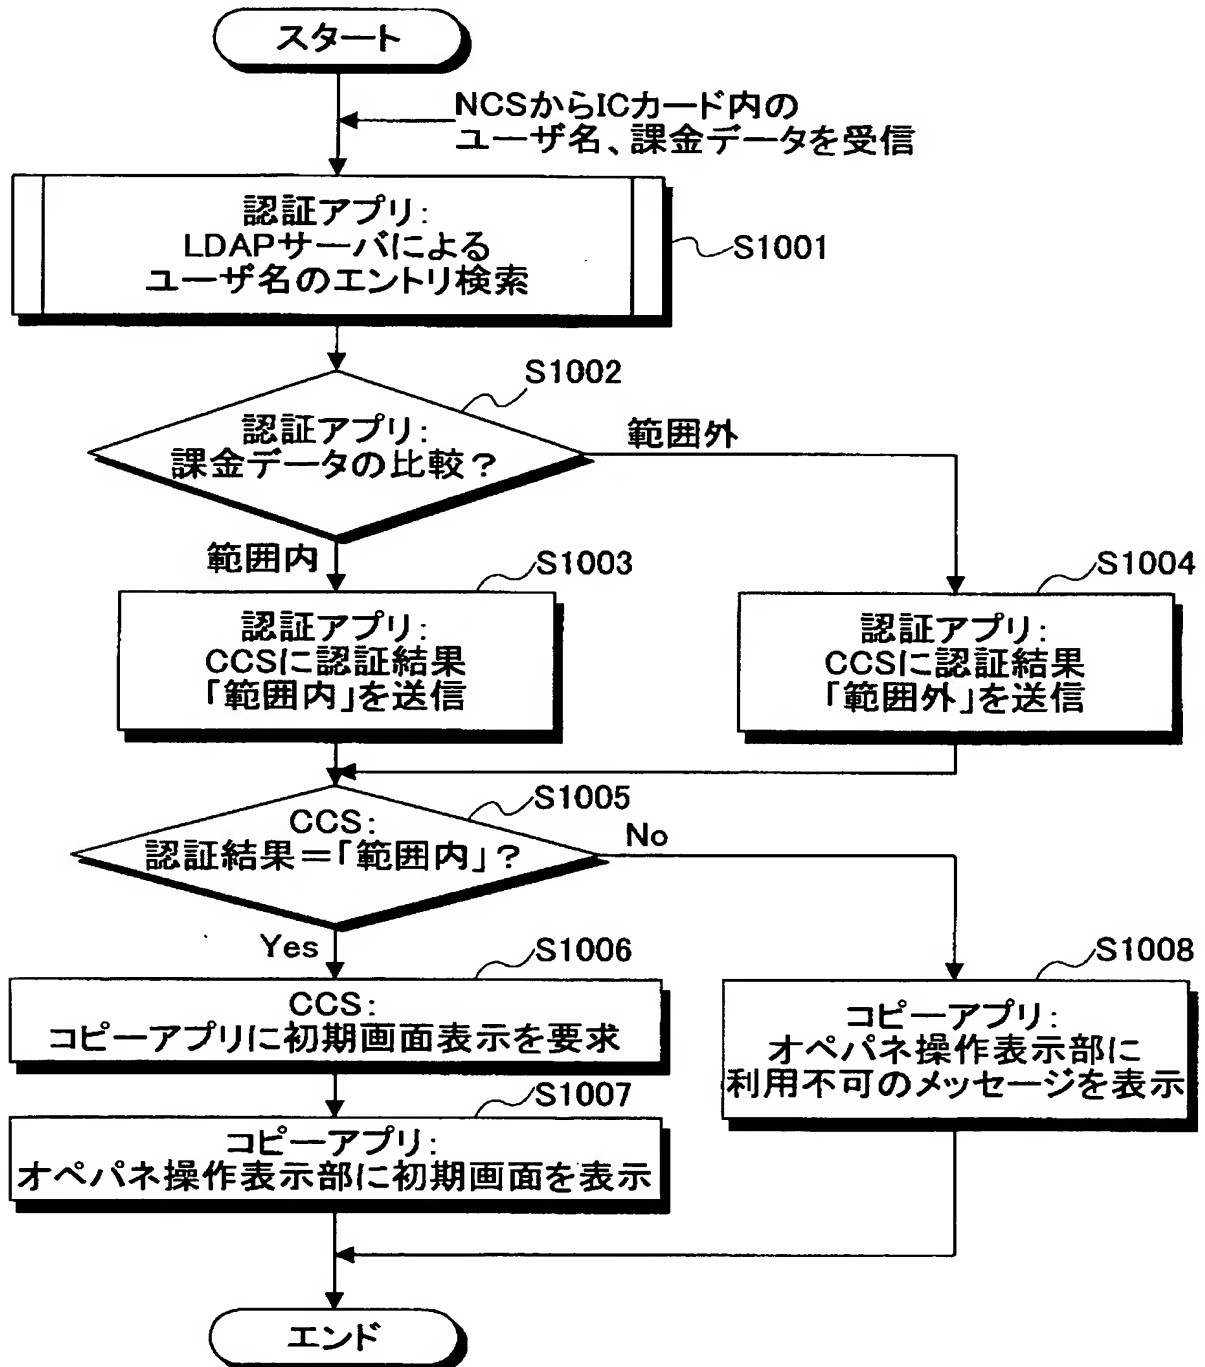 スタート
NCSからICカード内の
ユーザ名、課金データを受信
認証アプリ:
LDAPサーバによる
ユーザ名のエントリ検索
S1001
S1002
認証アプリ:
課金データの比較?
範囲外
範囲内
S1003
認証アプリ:
CCSに認証結果
「範囲内」を送信
S1004
認証アプリ:
CCSに認証結果
「範囲外」を送信
S1005
CCS:
認証結果=「範囲内」?
No
Yes
S1006
CCS:
コピーアプリに初期画面表示を要求
S1007
コピーアプリ:
オペパネ操作表示部に初期画面を表示
S1008
コピーアプリ:
オペパネ操作表示部に
利用不可のメッセージを表示
エンド